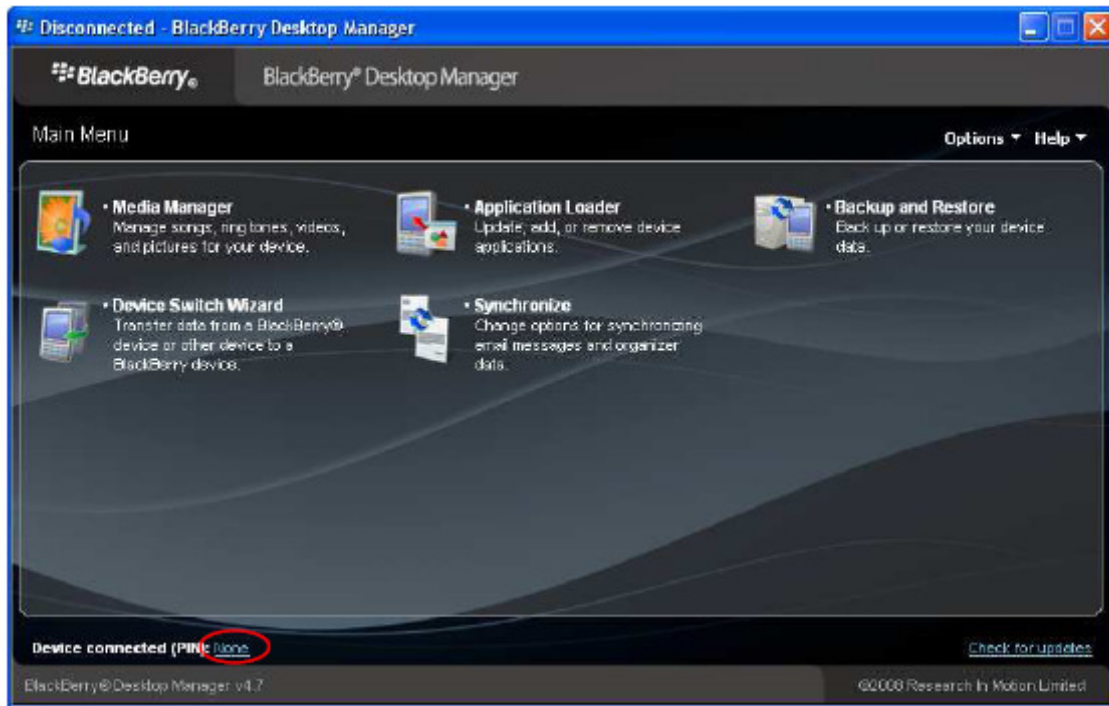 Disconnected - BlackBerry Desktop Manager
BlackBerry®
BlackBerry® Desktop Manager
Main Menu
Options
Help
Media Manager
Manage songs, ring tones, videos,
and pictures for your device.
Application Loader
Update, add, or remove device
applications.
Backup and Restore
Back up or restore your device
data.
Device Switch Wizard
Transfer data from a BlackBerry®
device or other device to a
BlackBerry device.
Synchronize
Change options for synchronizing
email messages and organizer
data.
Device connected (PIN): None
Check for updates
BlackBerry® Desktop Manager v4.7
©2008 Research In Motion Limited